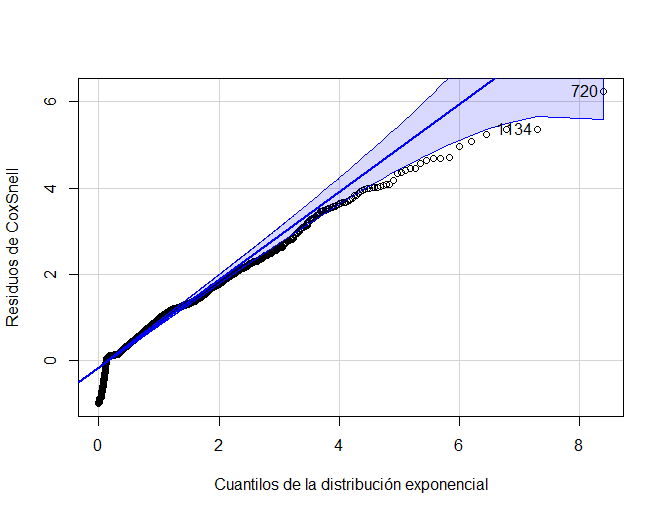 6
4
2
0
720
1134
0 2 4 6 8
Residuos de CoxSnell
Cuantilos de la distribución exponencial